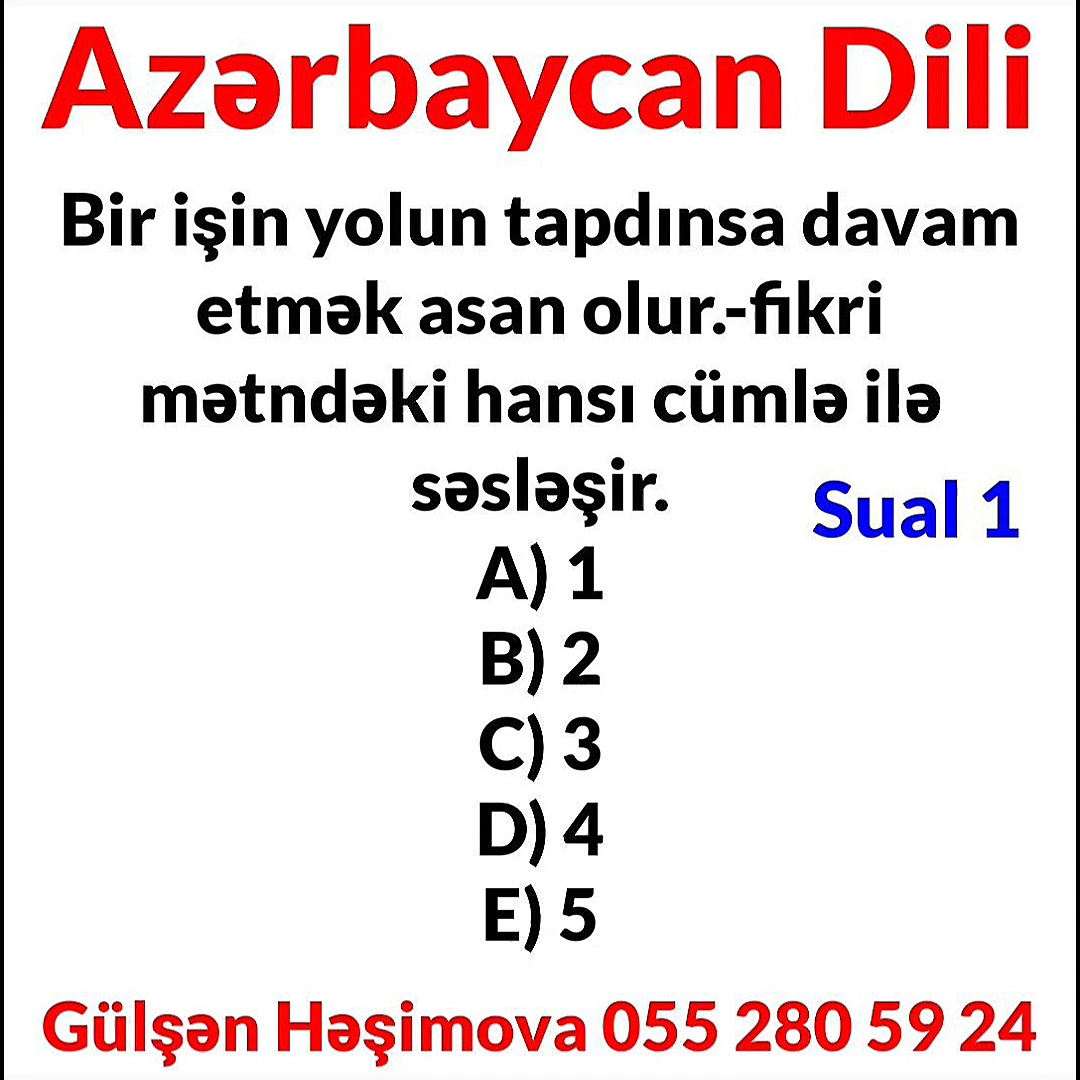 Azərbaycan Dili
Bir işin yolun tapdınsa davam
etmək asan olur.-fikri
mətndəki hansı cümlə ilə
səsləşir.
Sual 1
A) 1
B) 2
C) 3
D) 4
E) 5
Gülşən Həşimova 055 280 59 24